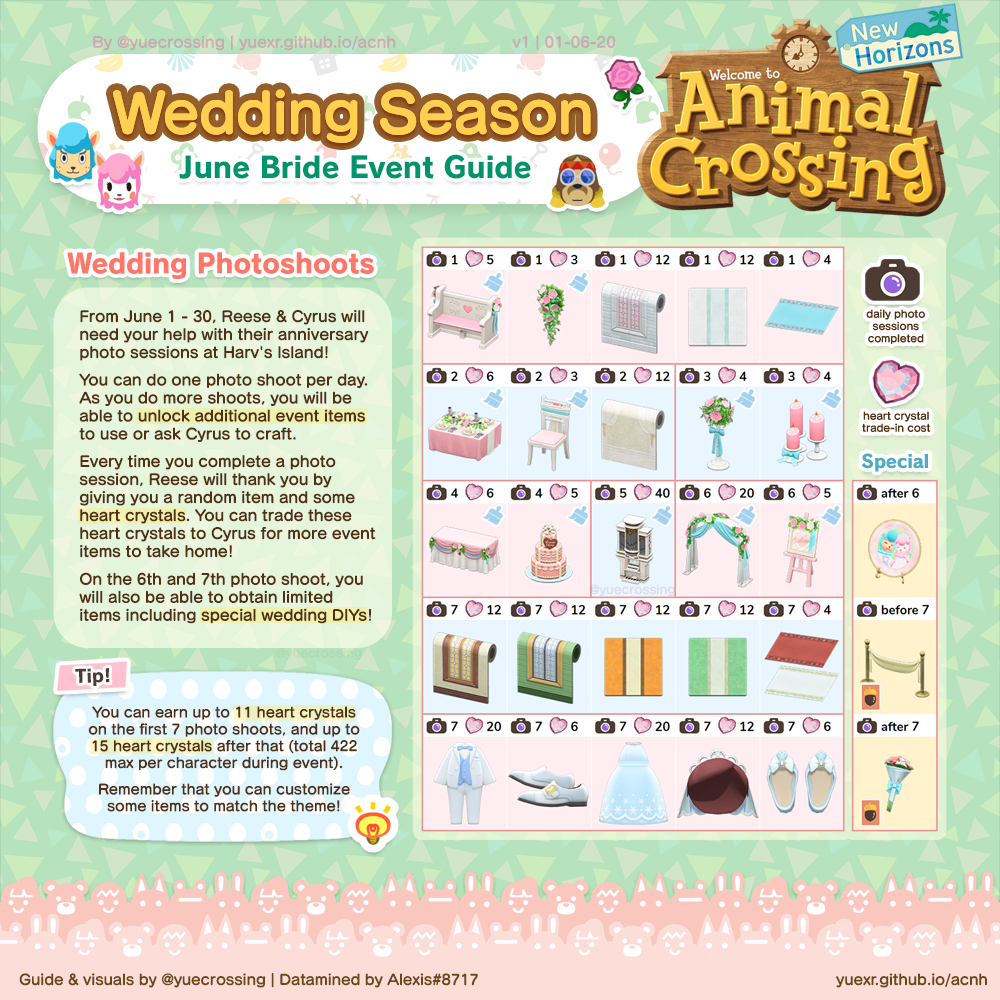 By @yuecrossing | yuexr.github.io/acnh
v1 | 01-06-20
New
Horizons
Welcome to
Animal
Crossing
Wedding Season
June Bride Event Guide
Wedding Photoshoots
From June 1 - 30, Reese & Cyrus will
need your help with their anniversary
photo sessions at Harv's Island!
You can do one photo shoot per day.
As you do more shoots, you will be
able to unlock additional event items
to use or ask Cyrus to craft.
Every time you complete a photo
session, Reese will thank you by
giving you a random item and some
heart crystals. You can trade these
heart crystals to Cyrus for more event
items to take home!
On the 6th and 7th photo shoot, you
will also be able to obtain limited
items including special wedding DIYs!
Tip!
You can earn up to 11 heart crystals
on the first 7 photo shoots, and up to
15 heart crystals after that (total 422
max per character during event).
Remember that you can customize
some items to match the theme!
1 5 1 3 1 12 1 12 1 4
2 6 2 3 2 12 3 4 3 4
4 6 4 5 5 40 6 20 6 5
@yuecrossing
7 12 7 12 7 12 7 12 7 4
7 20 7 6 7 20 7 12 7 6
daily photo
sessions
completed
heart crystal
trade-in cost
Special
after 6
before 7
after 7
Guide & visuals by @yuecrossing | Datamined by Alexis#8717
yuexr.github.io/acnh